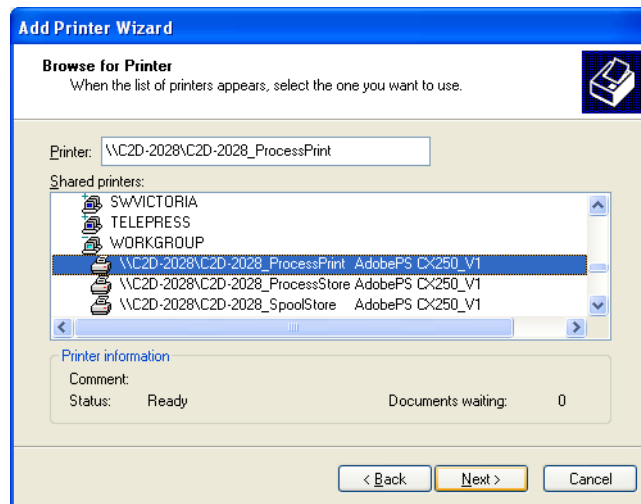 Add Printer Wizard
Browse for Printer
When the list of printers appears, select the one you want to use.
Printer: \\C2D-2028\C2D-2028_ProcessPrint
Shared printers:
SWVICTORIA
TELEPRESS
WORKGROUP
\\C2D-2028\C2D-2028_ProcessPrint AdobePS CX250_V1
\\C2D-2028\C2D-2028_ProcessStore AdobePS CX250_V1
\\C2D-2028\C2D-2028_SpoolStore AdobePS CX250_V1
Printer information
Comment:
Status: Ready Documents waiting: 0
< Back Next > Cancel